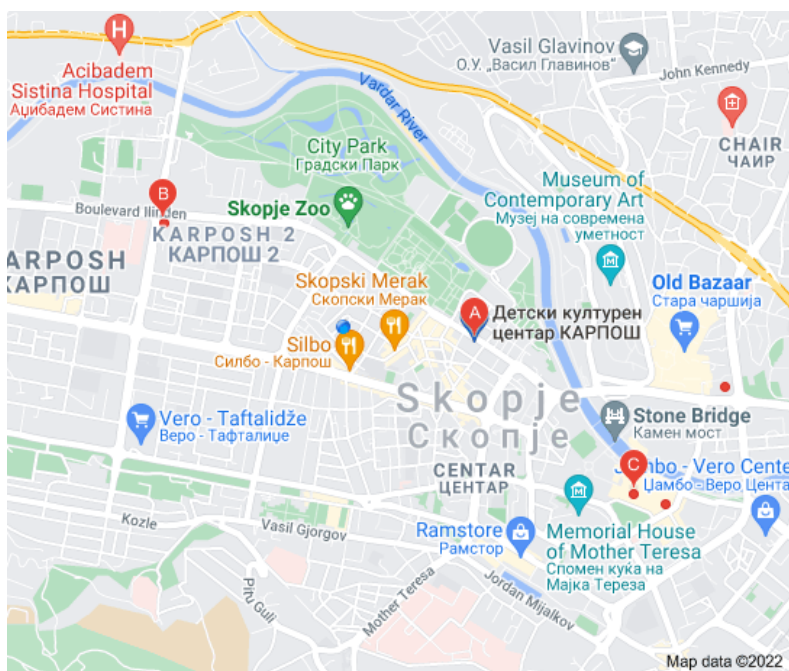 Vasil Glavinov
О.У. „Васил Главинов“
John Kennedy
H
Acibadem
Sistina Hospital
Аџибадем Систина
Vardar River
CHAIR
ЧАИР
City Park
Градски Парк
Museum of
Contemporary Art
Музеј на современа
уметност
B
Boulevard Ilinden
Skopje Zoo
KARPOSH 2
КАРПОШ 2
ARPOSH
КАРПОШ
Skopski Merak
Скопски Мерак
Old Bazaar
Стара чаршија
A
Детски културен
центар КАРПОШ
Silbo
Силбо - Карпош
Skopje
Скопје
Vero - Taftalidže
Веро - Тафталиџе
Stone Bridge
Камен мост
CENTAR
ЦЕНТАР
C
- Vero Cente
Џамбо - Веро Цента
Kozle
Vasil Gjorgov
Ramstore
Рамстор
Memorial House
of Mother Teresa
Спомен куќа на
Мајка Тереза
Pitu Guli
Mother Teresa
Jordan Mijalkov
Map data ©2022